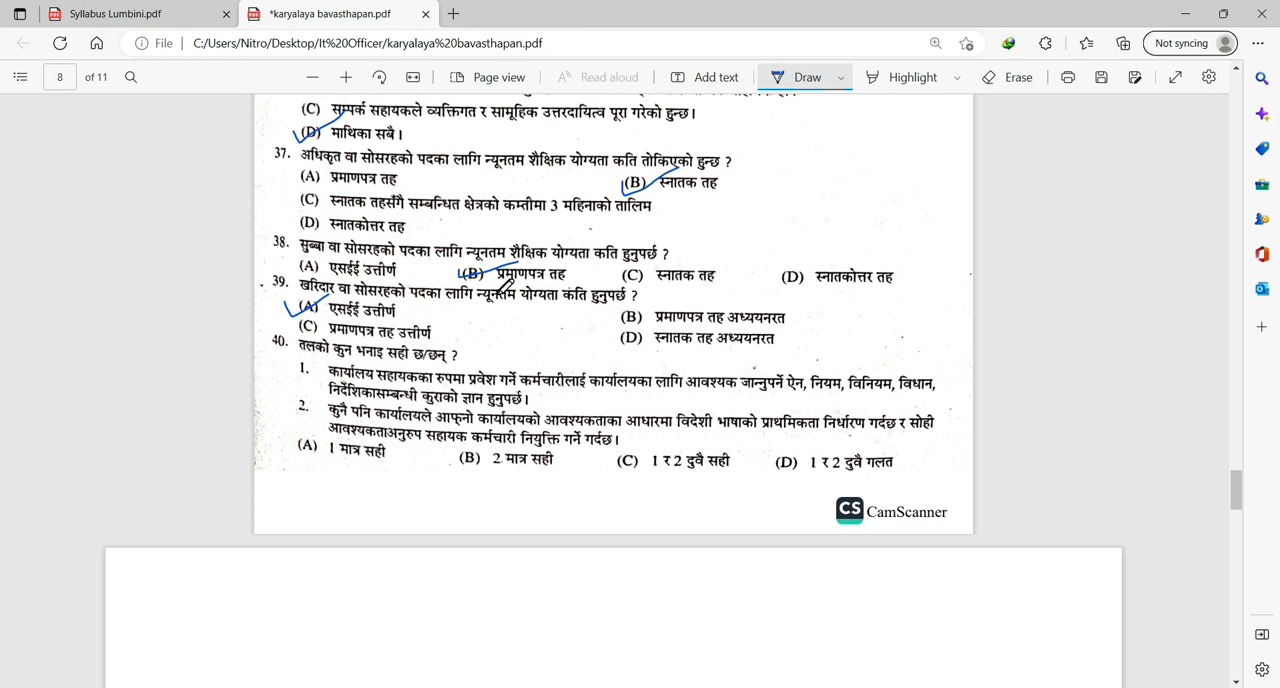 Syllabus Lumbini.pdf
*karyalaya bavasthapan.pdf
File
C:/Users/Nitro/Desktop/It%20Officer/karyalaya%20bavasthapan.pdf
Not syncing
8 of 11
Page view
Read aloud
Add text
Draw
Highlight
Erase
(C) सम्पर्क सहायकले व्यक्तिगत र सामूहिक उत्तरदायित्व पूरा गरेको हुन्छ।
(D) माथिका सबै।
37. अधिकृत वा सोसरहको पदका लागि न्यूनतम शैक्षिक योग्यता कति तोकिएको हुन्छ ?
(A) प्रमाणपत्र तह (B) स्नातक तह
(C) स्नातक तहसँगै सम्बन्धित क्षेत्रको कम्तीमा 3 महिनाको तालिम
(D) स्नातकोत्तर तह
38. सुब्बा वा सोसरहको पदका लागि न्यूनतम शैक्षिक योग्यता कति हुनुपर्छ ?
(A) एसईई उत्तीर्ण (B) प्रमाणपत्र तह (C) स्नातक तह (D) स्नातकोत्तर तह
39. खरिदार वा सोसरहको पदका लागि न्यूनतम योग्यता कति हुनुपर्छ ?
(A) एसईई उत्तीर्ण (B) प्रमाणपत्र तह अध्ययनरत
(C) प्रमाणपत्र तह उत्तीर्ण (D) स्नातक तह अध्ययनरत
40. तलको कुन भनाइ सही छ/छन् ?
1. कार्यालय सहायकका रुपमा प्रवेश गर्ने कर्मचारीलाई कार्यालयका लागि आवश्यक जान्नुपर्ने ऐन, नियम, विनियम, विधान,
निर्देशिकासम्बन्धी कुराको ज्ञान हुनुपर्छ।
2. कुनै पनि कार्यालयले आफ्नो कार्यालयको आवश्यकताका आधारमा विदेशी भाषाको प्राथमिकता निर्धारण गर्दछ र सोही
आवश्यकताअनुरुप सहायक कर्मचारी नियुक्ति गर्ने गर्दछ।
(A) 1 मात्र सही (B) 2 मात्र सही (C) 1 र 2 दुवै सही (D) 1 र 2 दुवै गलत
CS CamScanner